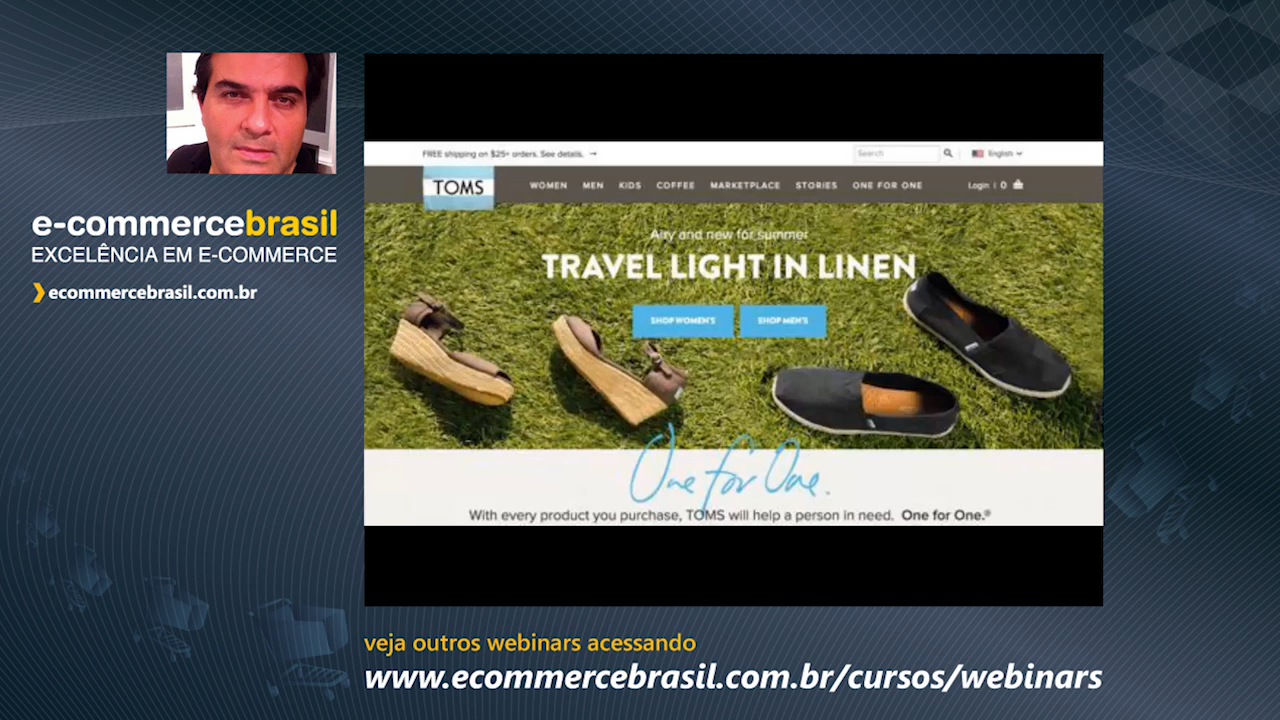 e-commercebrasil
EXCELÊNCIA EM E-COMMERCE
ecommercebrasil.com.br
FREE shipping on $25+ orders. See details. →
Search
English
TOMS
WOMEN MEN KIDS COFFEE MARKETPLACE STORIES ONE FOR ONE
Login | 0
Airy and new for summer
TRAVEL LIGHT IN LINEN
SHOP WOMEN'S SHOP MEN'S
One for One.
With every product you purchase, TOMS will help a person in need. One for One.®
veja outros webinars acessando
www.ecommercebrasil.com.br/cursos/webinars